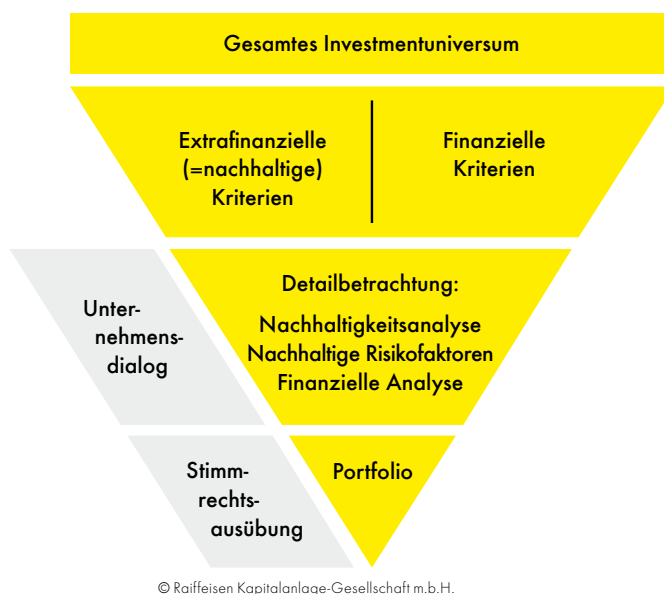 Gesamtes Investmentuniversum
Extrafinanzielle
(=nachhaltige)
Kriterien
Finanzielle
Kriterien
Detailbetrachtung:
Nachhaltigkeitsanalyse
Nachhaltige Risikofaktoren
Finanzielle Analyse
Unter-
nehmens-
dialog
Portfolio
Stimm-
rechts-
ausübung
© Raiffeisen Kapitalanlage-Gesellschaft m.b.H.